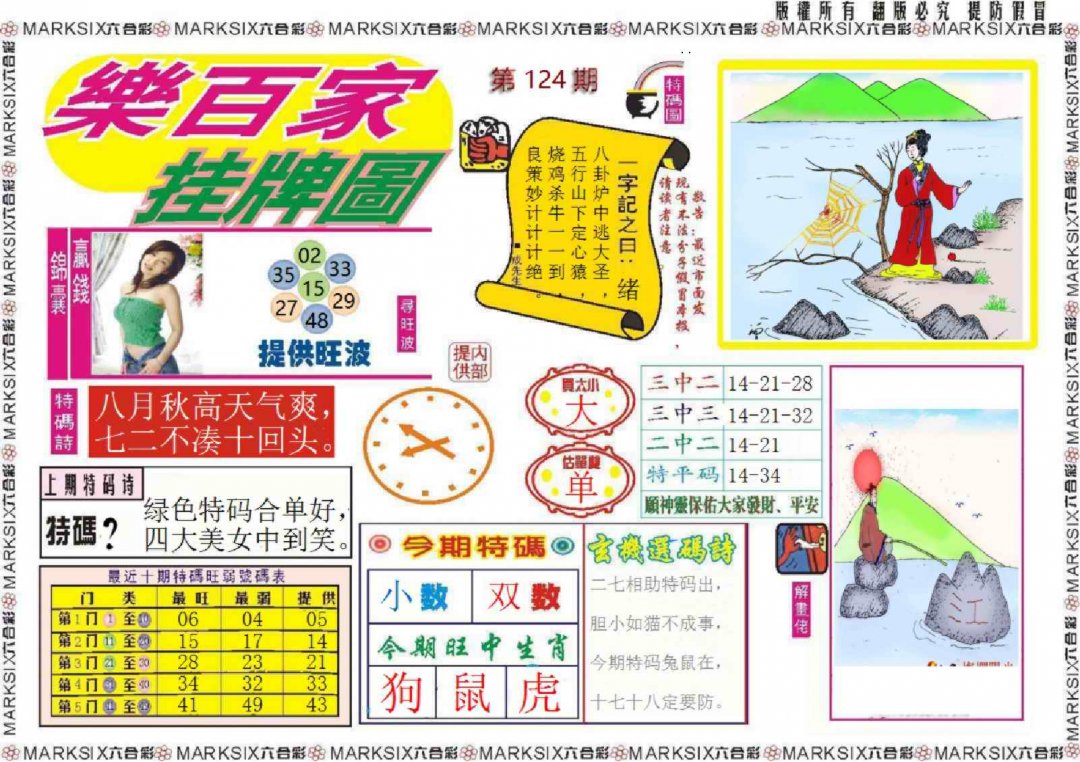 版權所有 翻版必究 提防假冒
MARKSIX六合彩 MARKSIX六合彩 MARKSIX六合彩 MARKSIX六合彩 MARKSIX六合彩 MARKSIX六合彩 MARKSIX六合彩
樂百家
挂牌圖
第 124 期
特碼圖
一字記之曰：绪
八卦炉中逃大圣，
五行山下定心猿，
烧鸡杀牛一一到，
良策妙计计计绝。
敬告：最近市面发
现有不法分子假冒本报，
请读者注意
贏錢
錦囊
02
35
33
15
27
29
48
提供旺波
尋旺波
内部
提供
特碼詩
八月秋高天气爽，
七二不凑十回头。
買大小
大
估單雙
单
三中二 14-21-28
三中三 14-21-32
二中二 14-21
特平码 14-34
願神靈保佑大家發財、平安
上期特码诗
特碼？
绿色特码合单好，
四大美女中到笑。
最近十期特碼旺弱號碼表
门 类 最旺 最弱 提供
第1门 1 至10 06 04 05
第2门 11 至20 15 17 14
第3门 21 至30 28 23 21
第4门 31 至40 34 32 33
第5门 41 至49 41 49 43
今期特碼
小数 双数
今期旺中生肖
狗 鼠 虎
玄機選碼詩
二七相助特码出，
胆小如猫不成事，
今期特码兔鼠在，
十七十八定要防。
解畫佬
江
MARKSIX六合彩 MARKSIX六合彩 MARKSIX六合彩 MARKSIX六合彩 MARKSIX六合彩 MARKSIX六合彩 MARKSIX六合彩